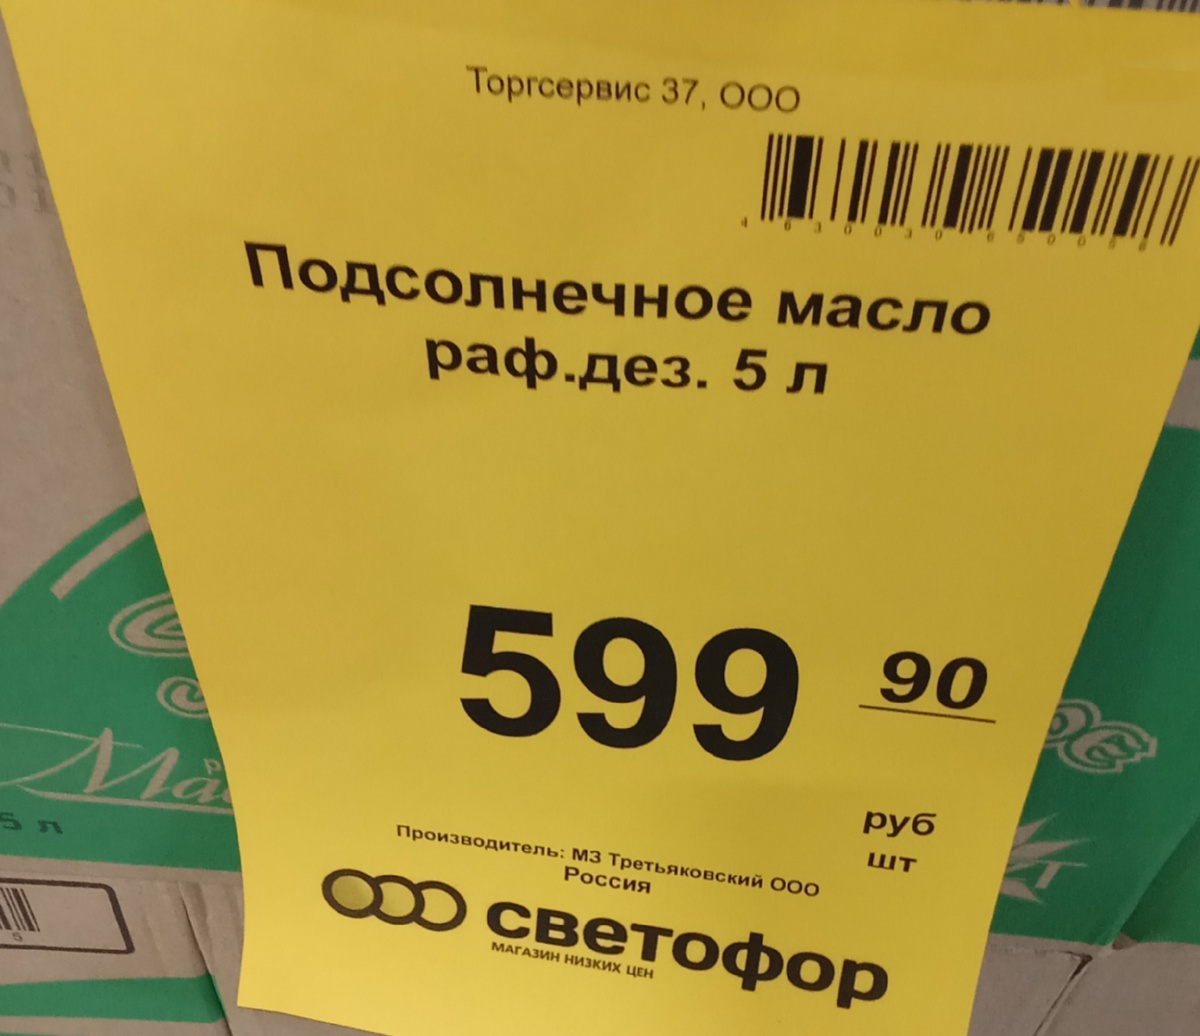 Торгсервис 37, ООО
Подсолнечное масло
раф.дез. 5 л
599 90
руб
шт
Производитель: МЗ Третьяковский ООО
Россия
светофор
МАГАЗИН НИЗКИХ ЦЕН
5 л